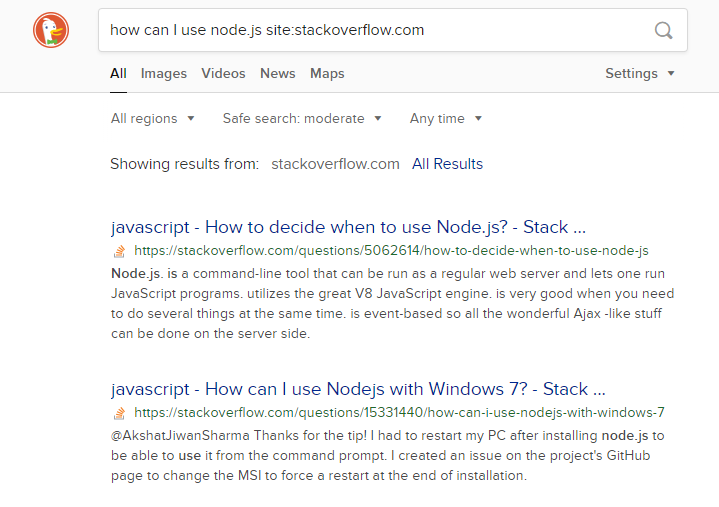 how can I use node.js site:stackoverflow.com
All Images Videos News Maps Settings
All regions Safe search: moderate Any time
Showing results from: stackoverflow.com All Results
javascript - How to decide when to use Node.js? - Stack ...
https://stackoverflow.com/questions/5062614/how-to-decide-when-to-use-node-js
Node.js. is a command-line tool that can be run as a regular web server and lets one run
JavaScript programs. utilizes the great V8 JavaScript engine. is very good when you need
to do several things at the same time. is event-based so all the wonderful Ajax -like stuff
can be done on the server side.
javascript - How can I use Nodejs with Windows 7? - Stack ...
https://stackoverflow.com/questions/15331440/how-can-i-use-nodejs-with-windows-7
@AkshatJiwanSharma Thanks for the tip! I had to restart my PC after installing node.js to
be able to use it from the command prompt. I created an issue on the project's GitHub
page to change the MSI to force a restart at the end of installation.